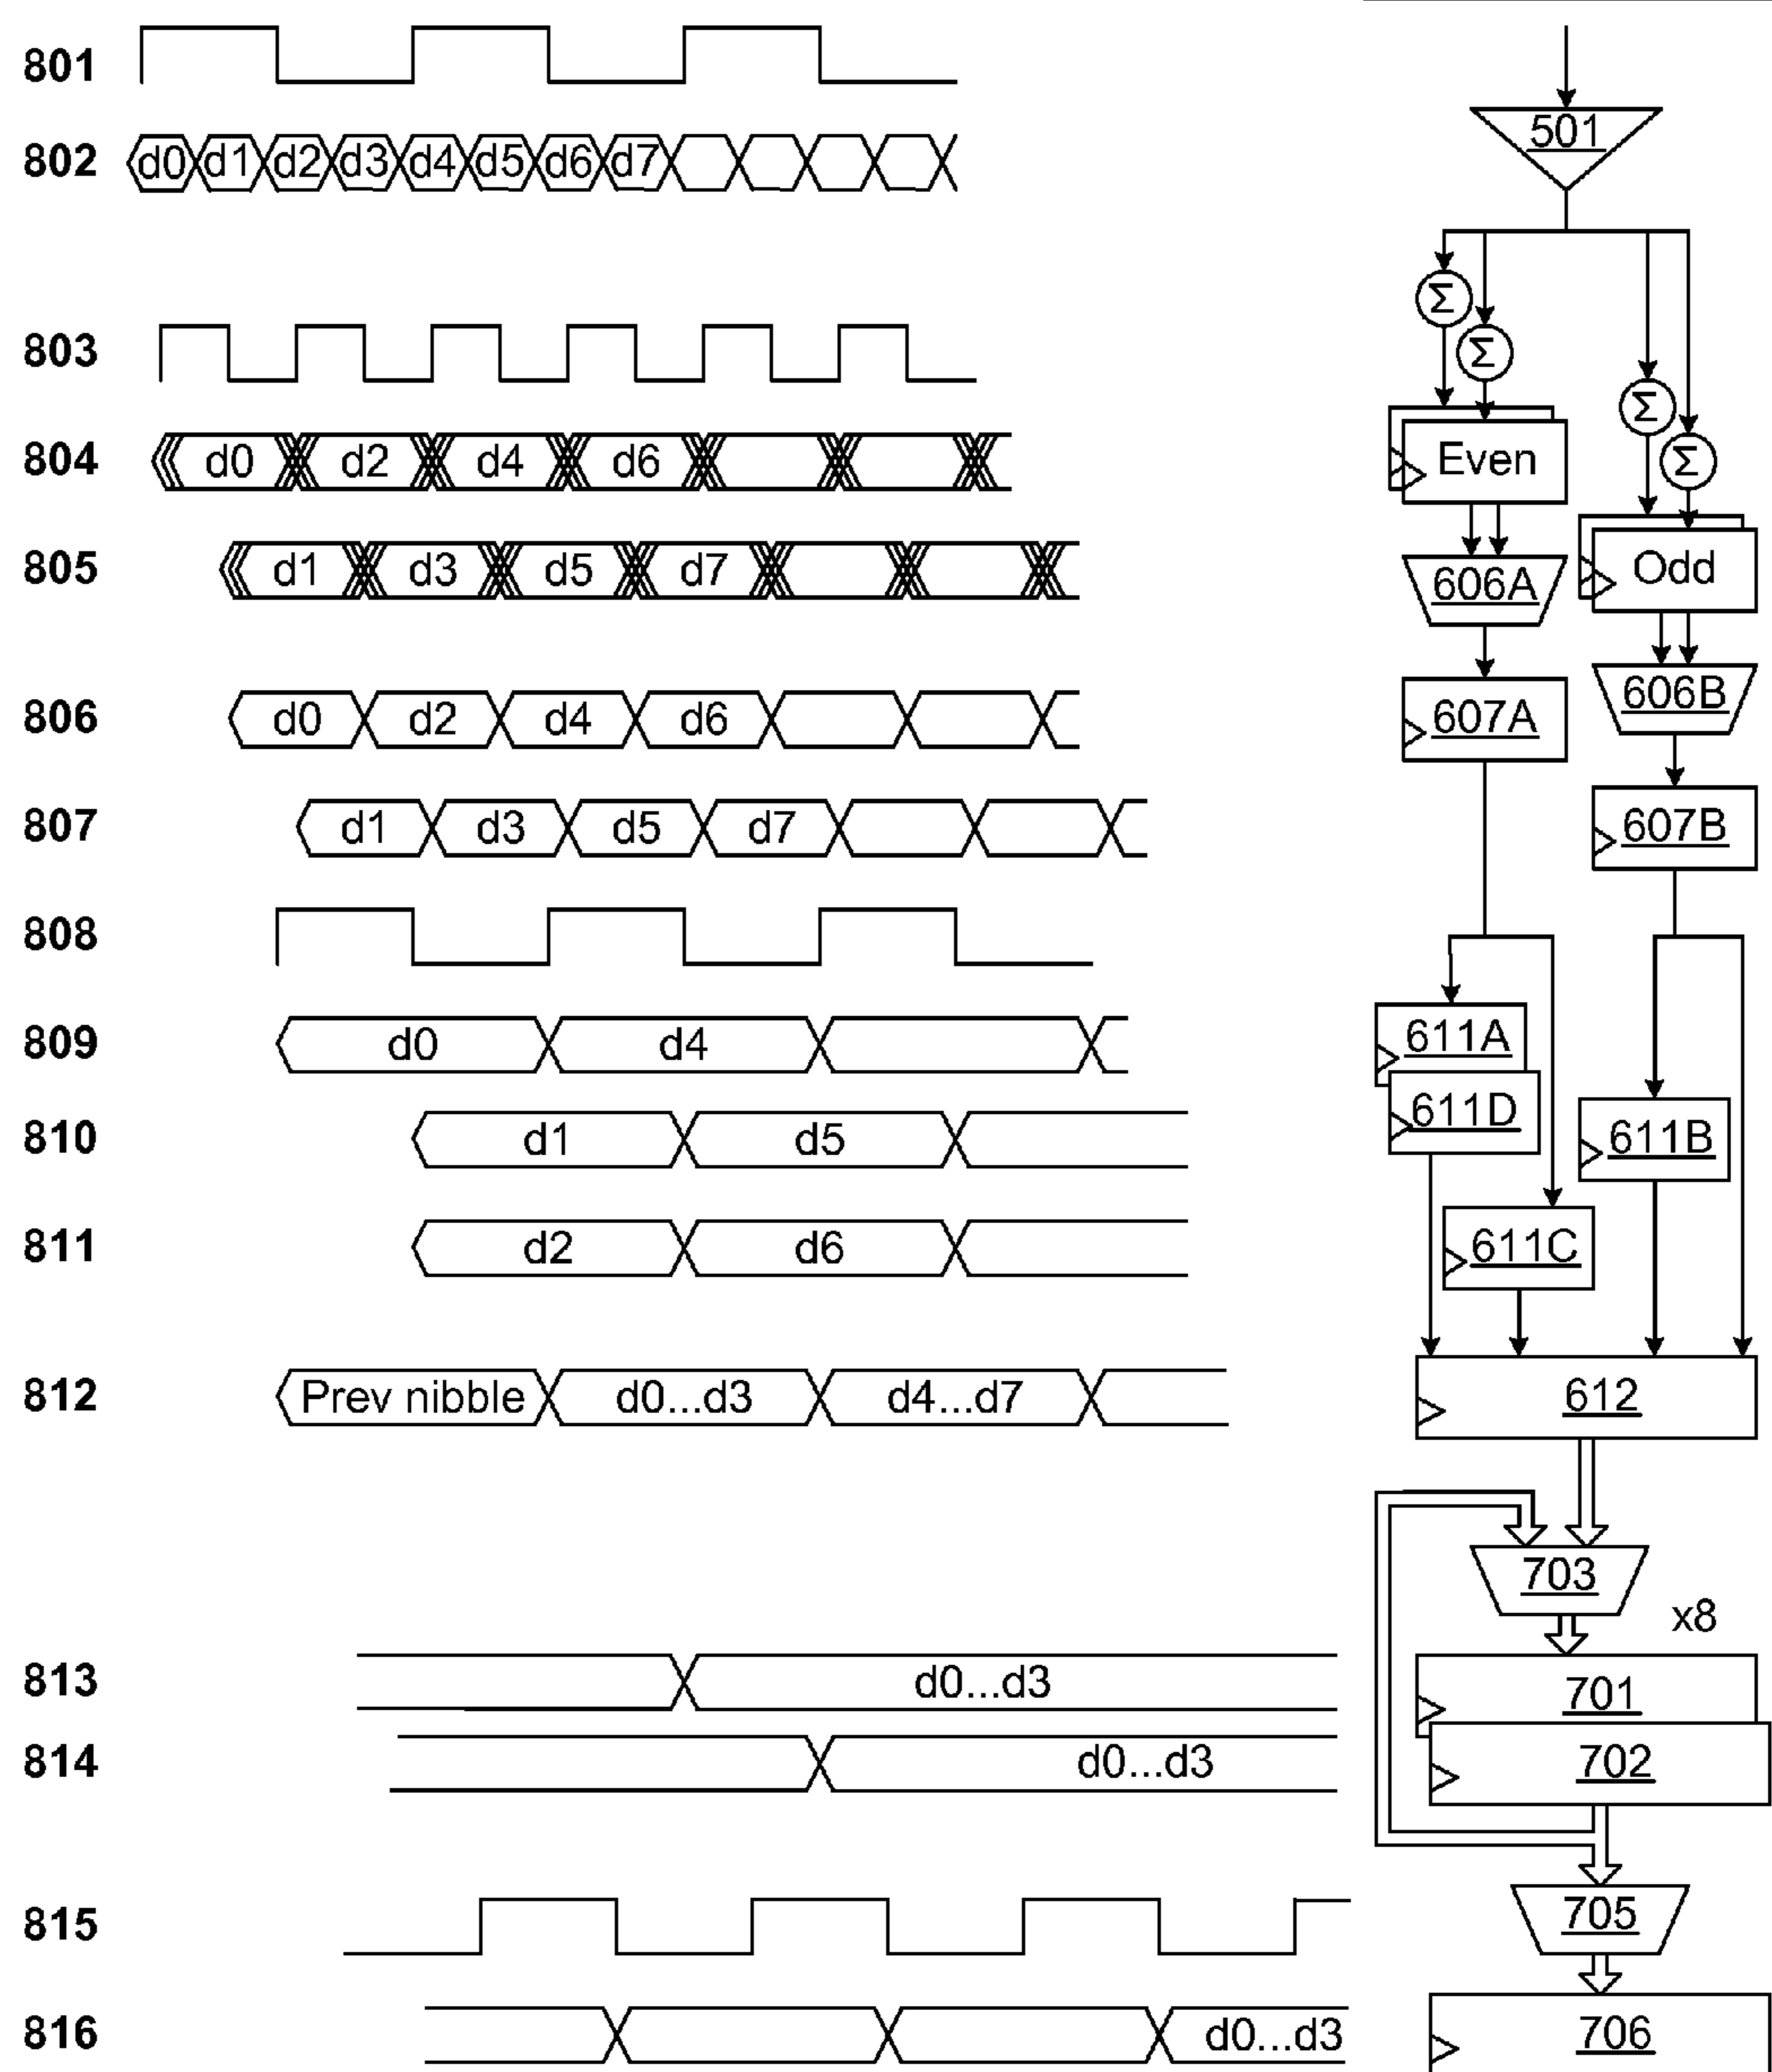 801
802 d0 d1 d2 d3 d4 d5 d6 d7
501
Σ
Σ
803
Σ
804 d0 d2 d4 d6
Even
Σ
805 d1 d3 d5 d7
606A
Odd
806 d0 d2 d4 d6
607A
606B
807 d1 d3 d5 d7
607B
808
809 d0 d4
611A
810 d1 d5
611D
611B
811 d2 d6
611C
812 Prev nibble d0...d3 d4...d7
612
703
x8
813 d0...d3
701
814 d0...d3
702
815
705
816 d0...d3
706